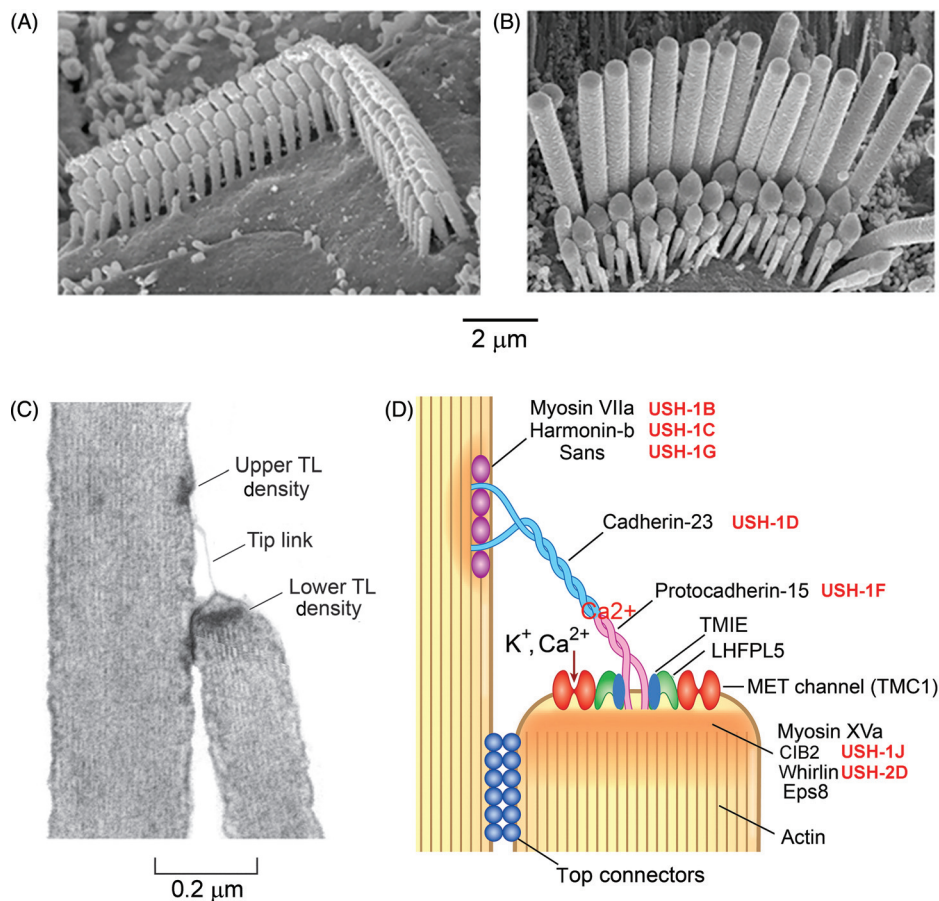 (A)
(B)
2 μm
(C)
Upper TL
density
Tip link
Lower TL
density
0.2 μm
(D)
Myosin VIIa USH-1B
Harmonin-b USH-1C
Sans USH-1G
Cadherin-23 USH-1D
Ca2+
Protocadherin-15 USH-1F
TMIE
K⁺, Ca²⁺
LHFPL5
MET channel (TMC1)
Myosin XVa
CIB2 USH-1J
Whirlin USH-2D
Eps8
Actin
Top connectors